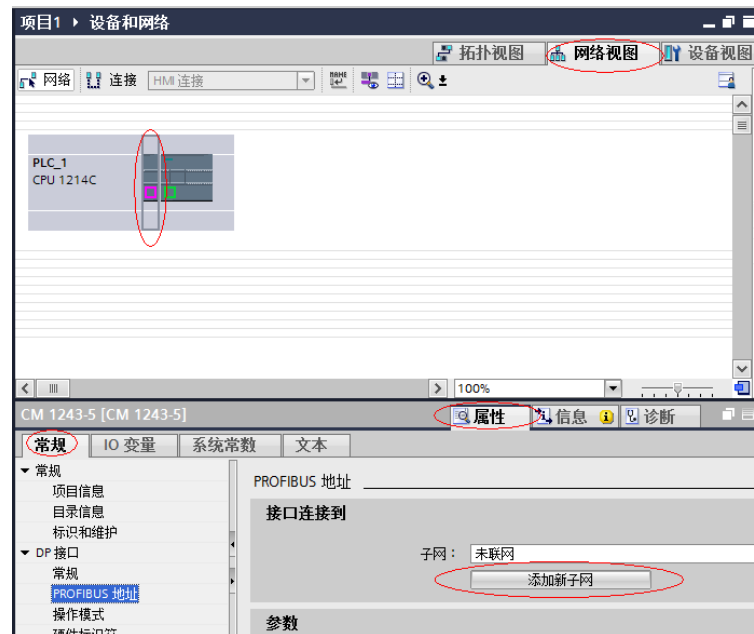 项目1 ▸ 设备和网络
拓扑视图 网络视图 设备视图
网络 连接 HMI 连接
PLC_1
CPU 1214C
100%
CM 1243-5 [CM 1243-5]
属性 信息 诊断
常规 IO 变量 系统常数 文本
常规
项目信息
目录信息
标识和维护
DP 接口
常规
PROFIBUS 地址
操作模式
硬件标识符
PROFIBUS 地址
接口连接到
子网： 未联网
添加新子网
参数